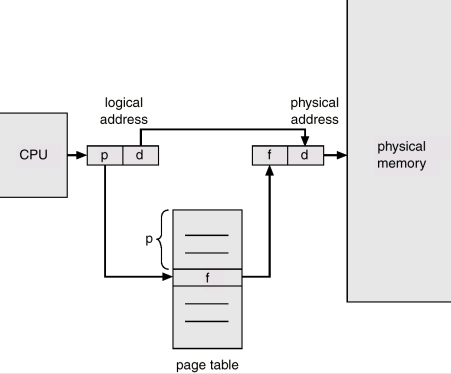 logical
address
physical
address
CPU
p
d
f
d
physical
memory
p
f
page table